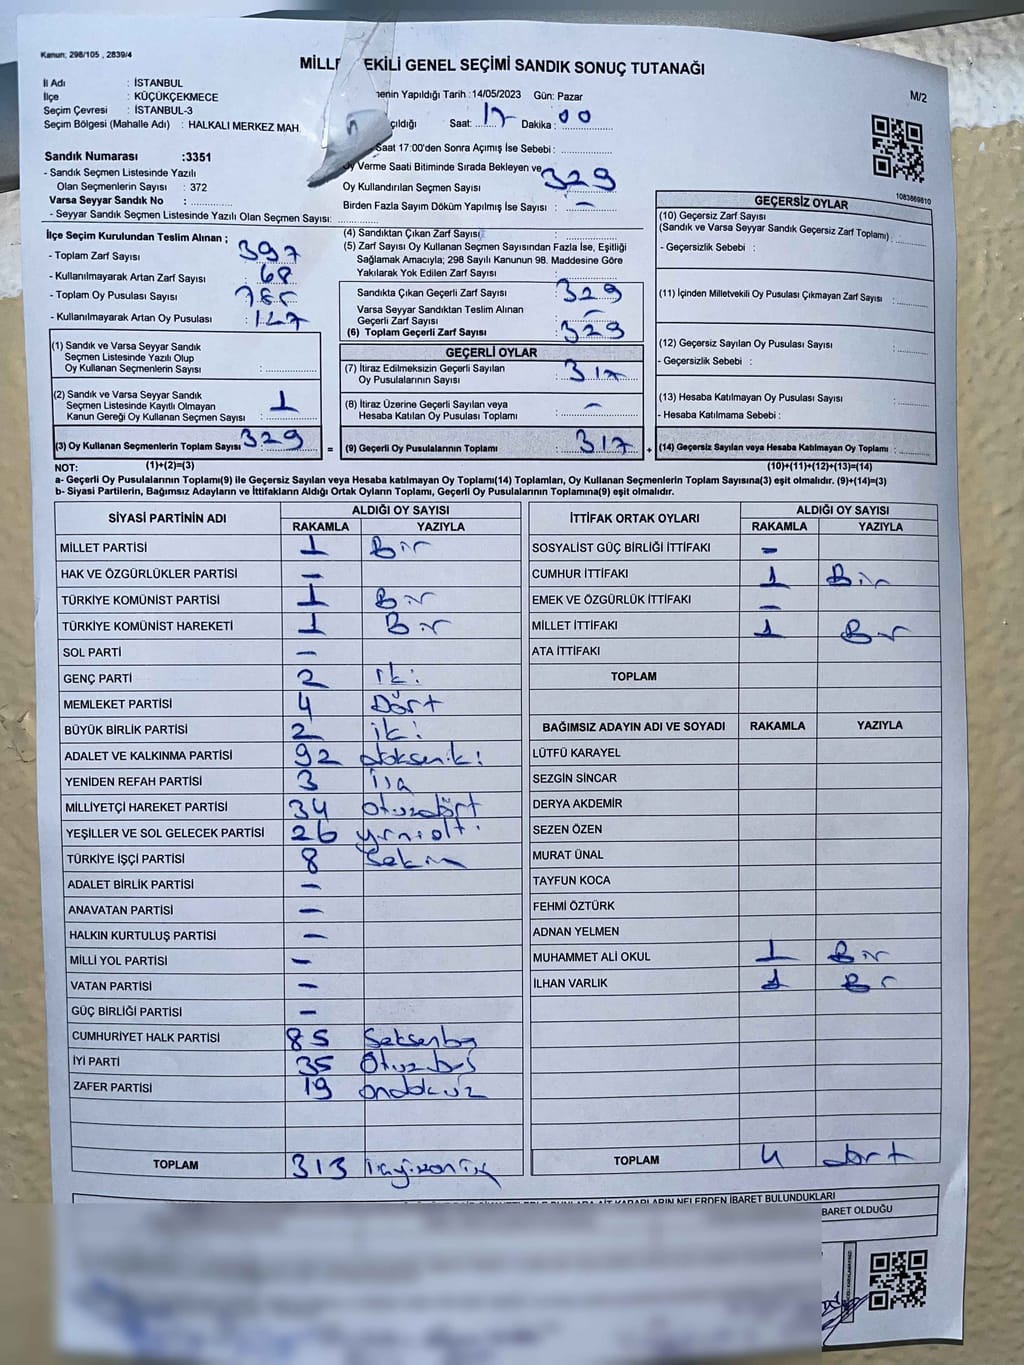 Kanun: 298/105 , 2839/4
MİLLE EKİLİ GENEL SEÇİMİ SANDIK SONUÇ TUTANAĞI
M/2
İl Adı : İSTANBUL
İlçe : KÜÇÜKÇEKMECE
Seçim Çevresi : İSTANBUL-3
Seçim Bölgesi (Mahalle Adı) : HALKALI MERKEZ MAH.
Yapıldığı Tarih : 14/05/2023 Gün: Pazar
Saat: 17 Dakika: 00
Saat 17:00'den Sonra Açımış İse Sebebi :
Sandık Numarası :3351
- Sandık Seçmen Listesinde Yazılı
Olan Seçmenlerin Sayısı : 372
Varsa Seyyar Sandık No :
- Seyyar Sandık Seçmen Listesinde Yazılı Olan Seçmen Sayısı:
Oy Verme Saati Bitiminde Sırada Bekleyen ve
Oy Kullandırılan Seçmen Sayısı 329
Birden Fazla Sayım Döküm Yapılmış İse Sayısı : -
1083869810
İlçe Seçim Kurulundan Teslim Alınan ;
- Toplam Zarf Sayısı : 397
- Kullanılmayarak Artan Zarf Sayısı : 68
- Toplam Oy Pusulası Sayısı
- Kullanılmayarak Artan Oy Pusulası : 127
(1) Sandık ve Varsa Seyyar Sandık
Seçmen Listesinde Yazılı Olup
Oy Kullanan Seçmenlerin Sayısı :
(2) Sandık ve Varsa Seyyar Sandık
Seçmen Listesinde Kayıtlı Olmayan
Kanun Gereği Oy Kullanan Seçmen Sayısı : 1
(3) Oy Kullanan Seçmenlerin Toplam Sayısı : 329
(4) Sandıktan Çıkan Zarf Sayısı :
(5) Zarf Sayısı Oy Kullanan Seçmen Sayısından Fazla İse, Eşitliği
Sağlamak Amacıyla; 298 Sayılı Kanunun 98. Maddesine Göre
Yakılarak Yok Edilen Zarf Sayısı :
Sandıkta Çıkan Geçerli Zarf Sayısı : 329
Varsa Seyyar Sandıktan Teslim Alınan
Geçerli Zarf Sayısı : -
(6) Toplam Geçerli Zarf Sayısı : 329
GEÇERLİ OYLAR
(7) İtiraz Edilmeksizin Geçerli Sayılan
Oy Pusulalarının Sayısı : 317
(8) İtiraz Üzerine Geçerli Sayılan veya
Hesaba Katılan Oy Pusulası Toplamı : -
= (9) Geçerli Oy Pusulalarının Toplamı : 317
GEÇERSİZ OYLAR
(10) Geçersiz Zarf Sayısı
(Sandık ve Varsa Seyyar Sandık Geçersiz Zarf Toplamı) :
- Geçersizlik Sebebi :
(11) İçinden Milletvekili Oy Pusulası Çıkmayan Zarf Sayısı :
(12) Geçersiz Sayılan Oy Pusulası Sayısı :
- Geçersizlik Sebebi :
(13) Hesaba Katılmayan Oy Pusulası Sayısı :
- Hesaba Katılmama Sebebi :
+ (14) Geçersiz Sayılan veya Hesaba Katılmayan Oy Toplamı :
NOT: (1)+(2)=(3) (10)+(11)+(12)+(13)=(14)
a- Geçerli Oy Pusulalarının Toplamı(9) ile Geçersiz Sayılan veya Hesaba katılmayan Oy Toplamı(14) Toplamları, Oy Kullanan Seçmenlerin Toplam Sayısına(3) eşit olmalıdır. (9)+(14)=(3)
b- Siyasi Partilerin, Bağımsız Adayların ve İttifakların Aldığı Ortak Oyların Toplamı, Geçerli Oy Pusulalarının Toplamına(9) eşit olmalıdır.
SİYASİ PARTİNİN ADI ALDIĞI OY SAYISI
RAKAMLA YAZIYLA
MİLLET PARTİSİ 1 Bir
HAK VE ÖZGÜRLÜKLER PARTİSİ -
TÜRKİYE KOMÜNİST PARTİSİ 1 Bir
TÜRKİYE KOMÜNİST HAREKETİ 1 Bir
SOL PARTİ -
GENÇ PARTİ 2 iki
MEMLEKET PARTİSİ 4 Dört
BÜYÜK BİRLİK PARTİSİ 2 iki
ADALET VE KALKINMA PARTİSİ 92 doksaniki
YENİDEN REFAH PARTİSİ 3
MİLLİYETÇİ HAREKET PARTİSİ 34 otuzdört
YEŞİLLER VE SOL GELECEK PARTİSİ 26 yirmialtı
TÜRKİYE İŞÇİ PARTİSİ 8 Sekiz
ADALET BİRLİK PARTİSİ -
ANAVATAN PARTİSİ -
HALKIN KURTULUŞ PARTİSİ -
MİLLİ YOL PARTİSİ -
VATAN PARTİSİ -
GÜÇ BİRLİĞİ PARTİSİ -
CUMHURİYET HALK PARTİSİ 85 Seksenbeş
İYİ PARTİ 35 Otuzbeş
ZAFER PARTİSİ 19 ondokuz
TOPLAM 313
İTTİFAK ORTAK OYLARI ALDIĞI OY SAYISI
RAKAMLA YAZIYLA
SOSYALİST GÜÇ BİRLİĞİ İTTİFAKI -
CUMHUR İTTİFAKI 1 Bir
EMEK VE ÖZGÜRLÜK İTTİFAKI -
MİLLET İTTİFAKI 1 Bir
ATA İTTİFAKI
TOPLAM
BAĞIMSIZ ADAYIN ADI VE SOYADI RAKAMLA YAZIYLA
LÜTFÜ KARAYEL
SEZGİN SİNCAR
DERYA AKDEMİR
SEZEN ÖZEN
MURAT ÜNAL
TAYFUN KOCA
FEHMİ ÖZTÜRK
ADNAN YELMEN
MUHAMMET ALİ OKUL 1 Bir
İLHAN VARLIK 1 Bir
TOPLAM 4 dört
NELERDEN İBARET BULUNDUKLARI
BARET OLDUĞU